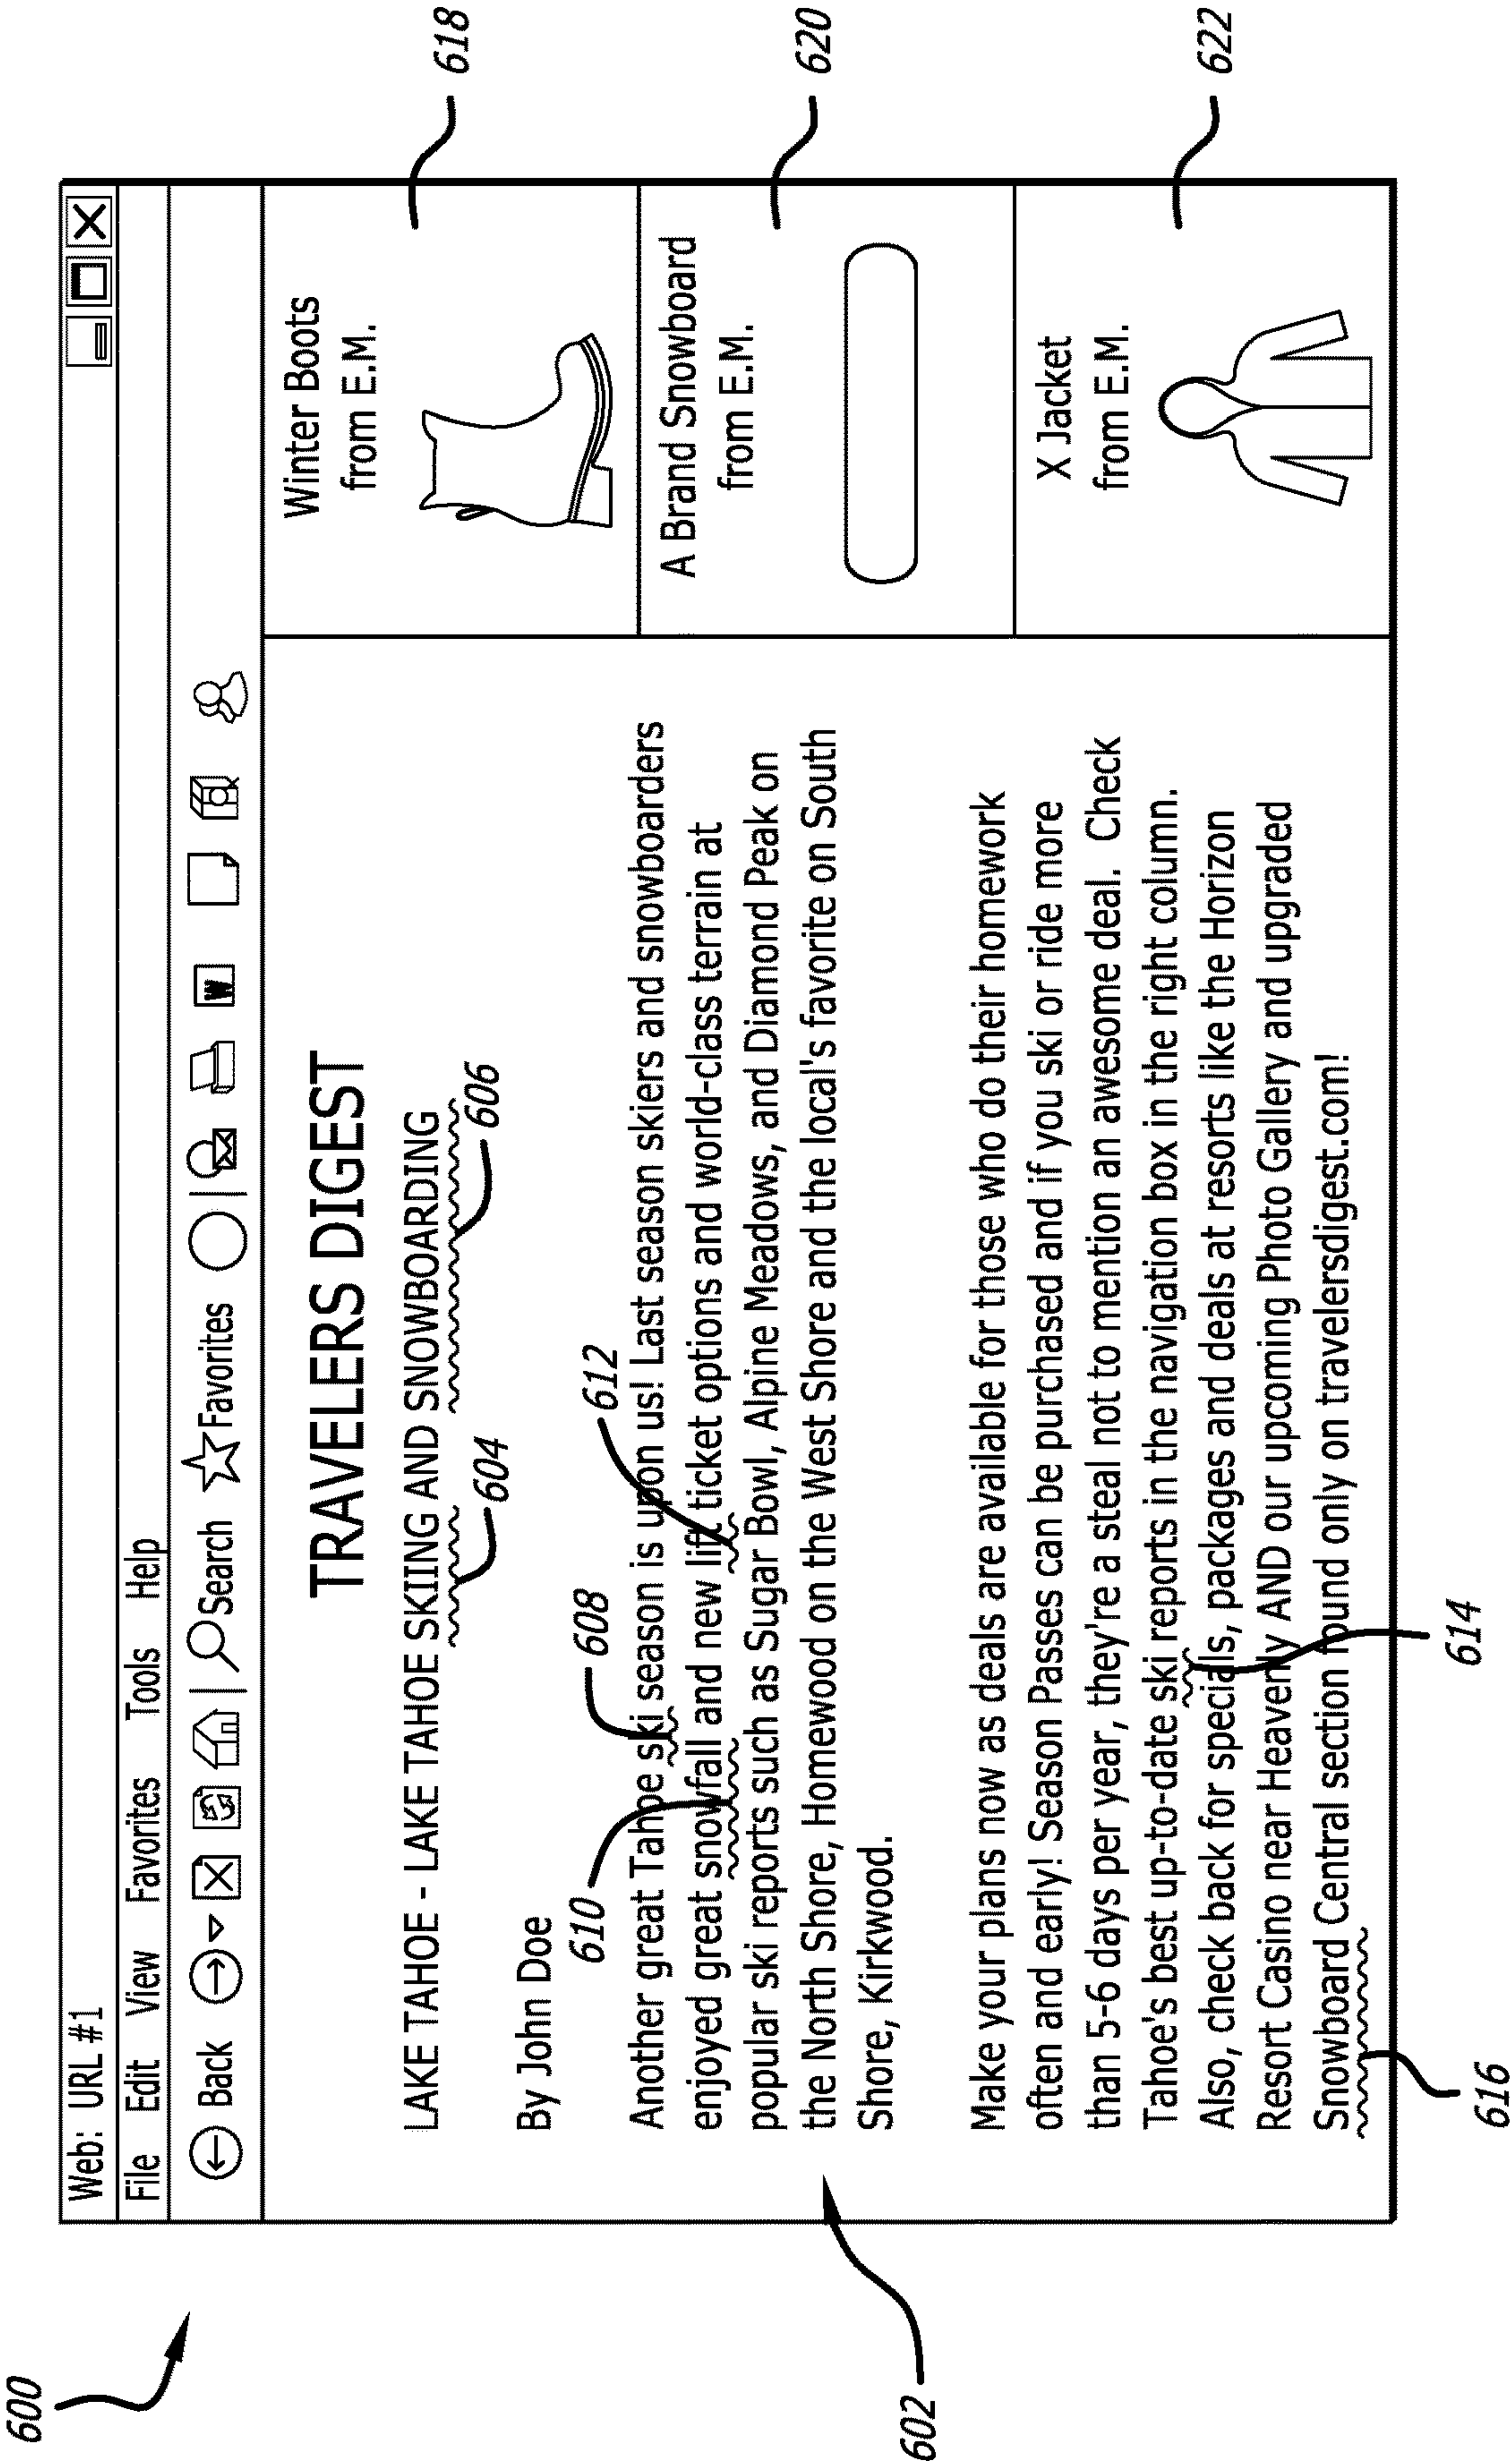 600
Web: URL #1
File Edit View Favorites Tools Help
Back Search Favorites W
TRAVELERS DIGEST
LAKE TAHOE - LAKE TAHOE SKIING AND SNOWBOARDING
604
606
By John Doe
610
608
612
Another great Tahoe ski season is upon us! Last season skiers and snowboarders
enjoyed great snowfall and new lift ticket options and world-class terrain at
popular ski reports such as Sugar Bowl, Alpine Meadows, and Diamond Peak on
the North Shore, Homewood on the West Shore and the local's favorite on South
Shore, Kirkwood.
602
Make your plans now as deals are available for those who do their homework
often and early! Season Passes can be purchased and if you ski or ride more
than 5-6 days per year, they're a steal not to mention an awesome deal. Check
Tahoe's best up-to-date ski reports in the navigation box in the right column.
Also, check back for specials, packages and deals at resorts like the Horizon
Resort Casino near Heavenly AND our upcoming Photo Gallery and upgraded
Snowboard Central section found only on travelersdigest.com!
616
614
Winter Boots
from E.M.
618
A Brand Snowboard
from E.M.
620
X Jacket
from E.M.
622